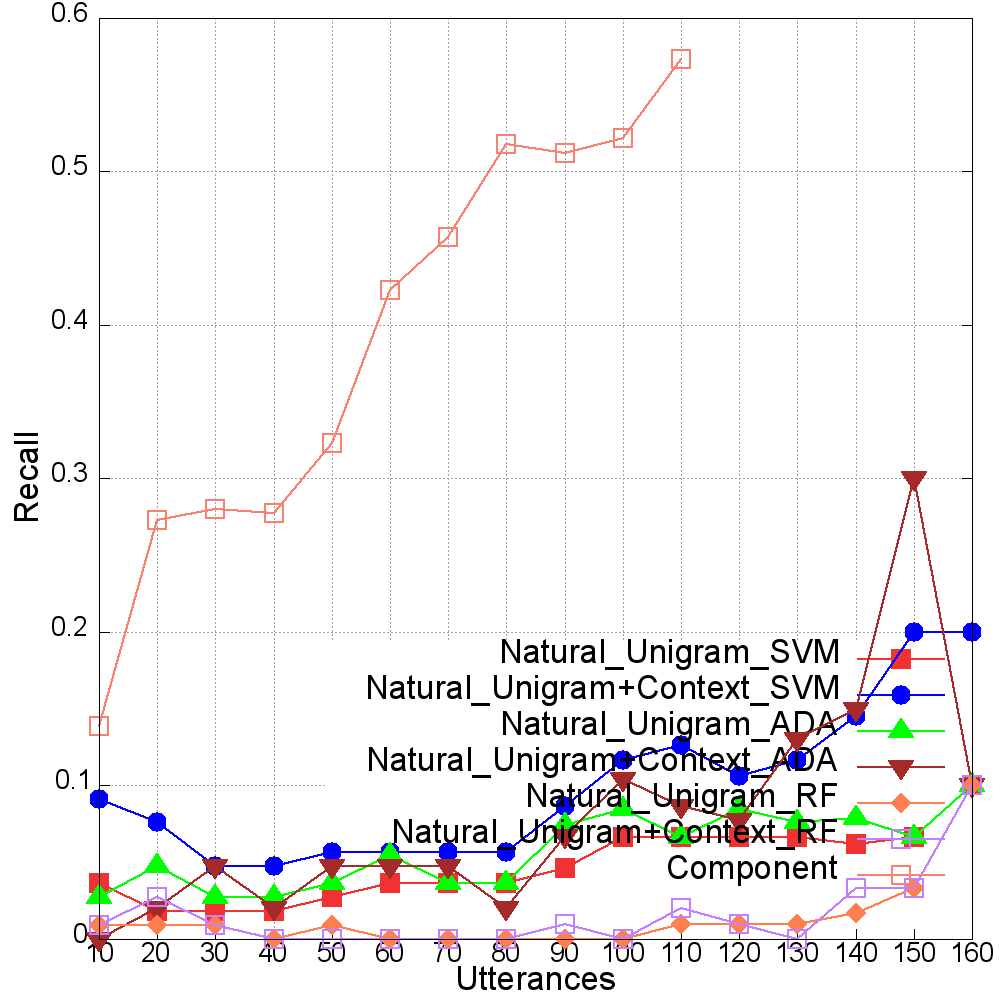 0.6
0.5
0.4
0.3
0.2
0.1
0
Recall
Natural_Unigram_SVM
Natural_Unigram+Context_SVM
Natural_Unigram_ADA
Natural_Unigram+Context_ADA
Natural_Unigram_RF
Natural_Unigram+Context_RF
Component
10 20 30 40 50 60 70 80 90 100 110 120 130 140 150 160
Utterances